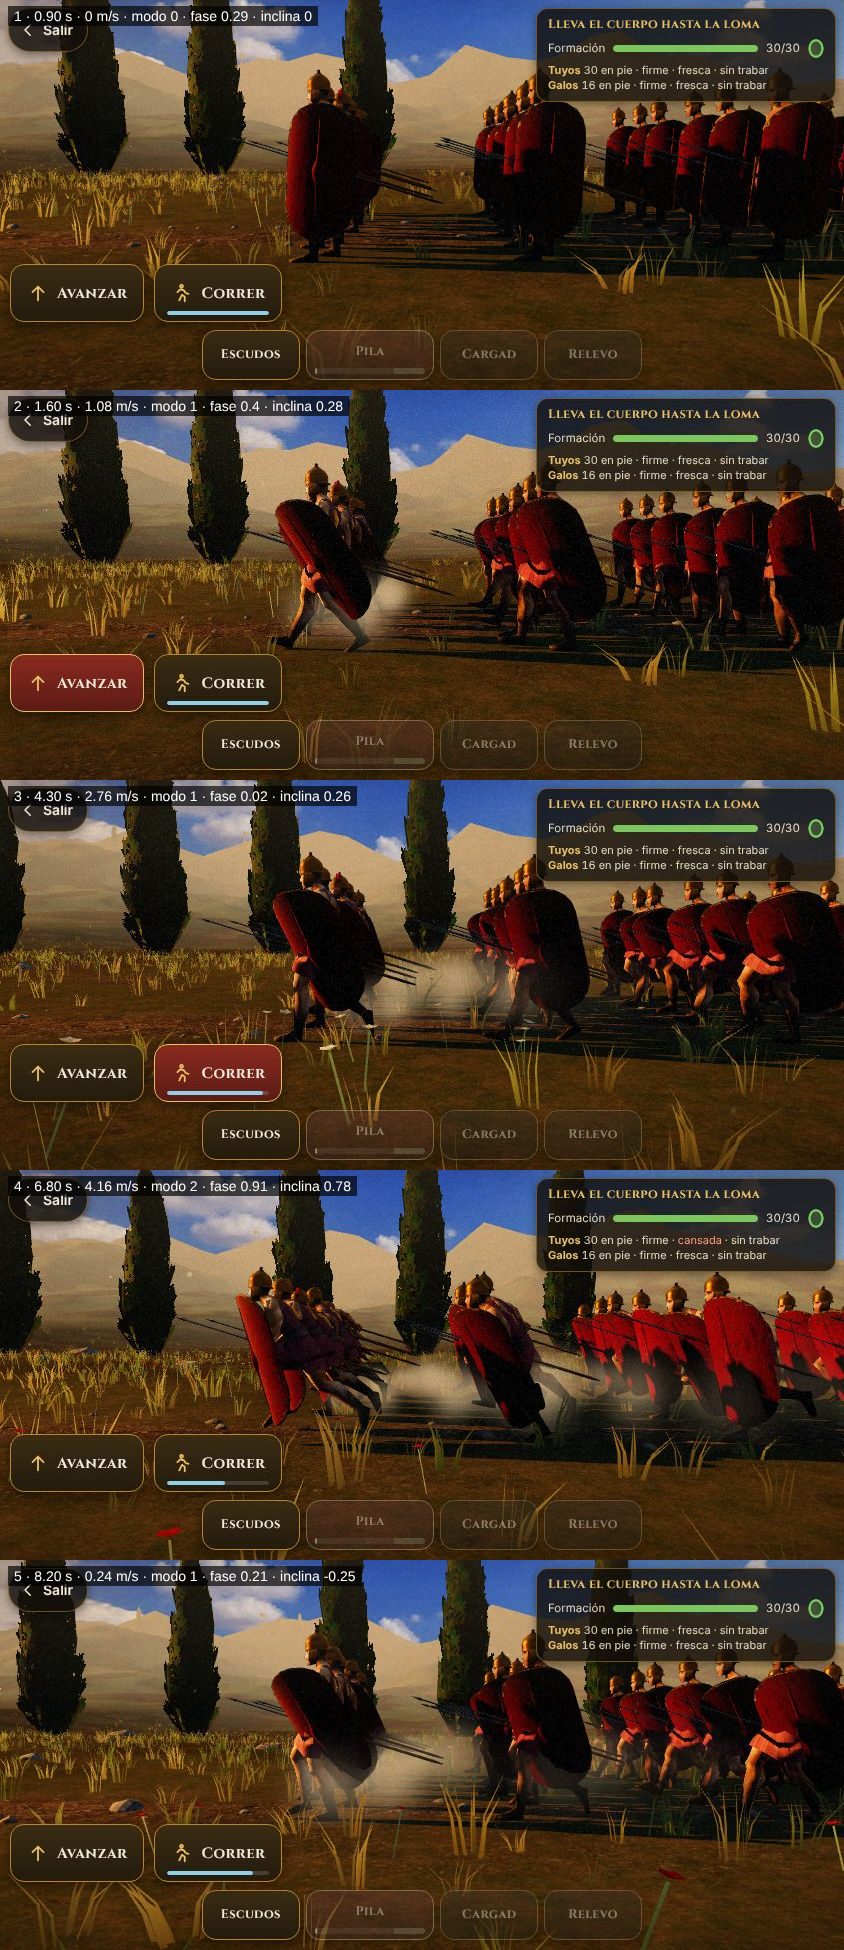 1 · 0.90 s · 0 m/s · modo 0 · fase 0.29 · inclina 0
Salir
Lleva el cuerpo hasta la loma
Formación 30/30
Tuyos 30 en pie · firme · fresca · sin trabar
Galos 16 en pie · firme · fresca · sin trabar
Avanzar Correr
Escudos Pila Cargad Relevo
2 · 1.60 s · 1.08 m/s · modo 1 · fase 0.4 · inclina 0.28
Salir
Lleva el cuerpo hasta la loma
Formación 30/30
Tuyos 30 en pie · firme · fresca · sin trabar
Galos 16 en pie · firme · fresca · sin trabar
Avanzar Correr
Escudos Pila Cargad Relevo
3 · 4.30 s · 2.76 m/s · modo 1 · fase 0.02 · inclina 0.26
Salir
Lleva el cuerpo hasta la loma
Formación 30/30
Tuyos 30 en pie · firme · fresca · sin trabar
Galos 16 en pie · firme · fresca · sin trabar
Avanzar Correr
Escudos Pila Cargad Relevo
4 · 6.80 s · 4.16 m/s · modo 2 · fase 0.91 · inclina 0.78
Salir
Lleva el cuerpo hasta la loma
Formación 30/30
Tuyos 30 en pie · firme · cansada · sin trabar
Galos 16 en pie · firme · fresca · sin trabar
Avanzar Correr
Escudos Pila Cargad Relevo
5 · 8.20 s · 0.24 m/s · modo 1 · fase 0.21 · inclina -0.25
Salir
Lleva el cuerpo hasta la loma
Formación 30/30
Tuyos 30 en pie · firme · fresca · sin trabar
Galos 16 en pie · firme · fresca · sin trabar
Avanzar Correr
Escudos Pila Cargad Relevo